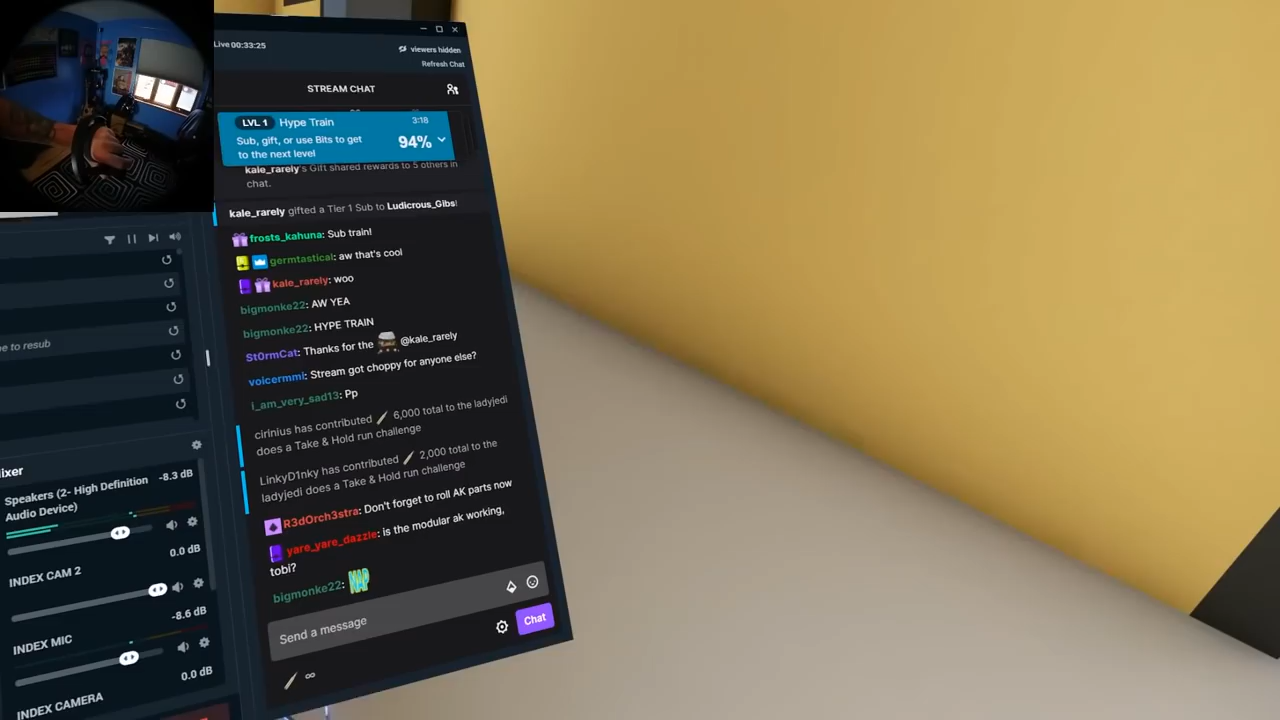 Live 00:33:25
viewers hidden
Refresh Chat
STREAM CHAT
LVL 1 Hype Train 3:18
Sub, gift, or use Bits to get
to the next level
94%
kale_rarely's Gift shared rewards to 5 others in
chat.
kale_rarely gifted a Tier 1 Sub to Ludicrous_Gibs!
frosts_kahuna: Sub train!
germtastical: aw that's cool
kale_rarely: woo
bigmonke22: AW YEA
bigmonke22: HYPE TRAIN
St0rmCat: Thanks for the @kale_rarely
voicermmi: Stream got choppy for anyone else?
i_am_very_sad13: Pp
cirinius has contributed 6,000 total to the ladyjedi
does a Take & Hold run challenge
LinkyD1nky has contributed 2,000 total to the
ladyjedi does a Take & Hold run challenge
R3dOrch3stra: Don't forget to roll AK parts now
yare_yare_dazzle: is the modular ak working,
tobi?
bigmonke22:
Send a message
Chat
∞
e to resub
ixer
Speakers (2- High Definition
Audio Device)
-8.3 dB
INDEX CAM 2
0.0 dB
INDEX MIC
-8.6 dB
INDEX CAMERA
0.0 dB